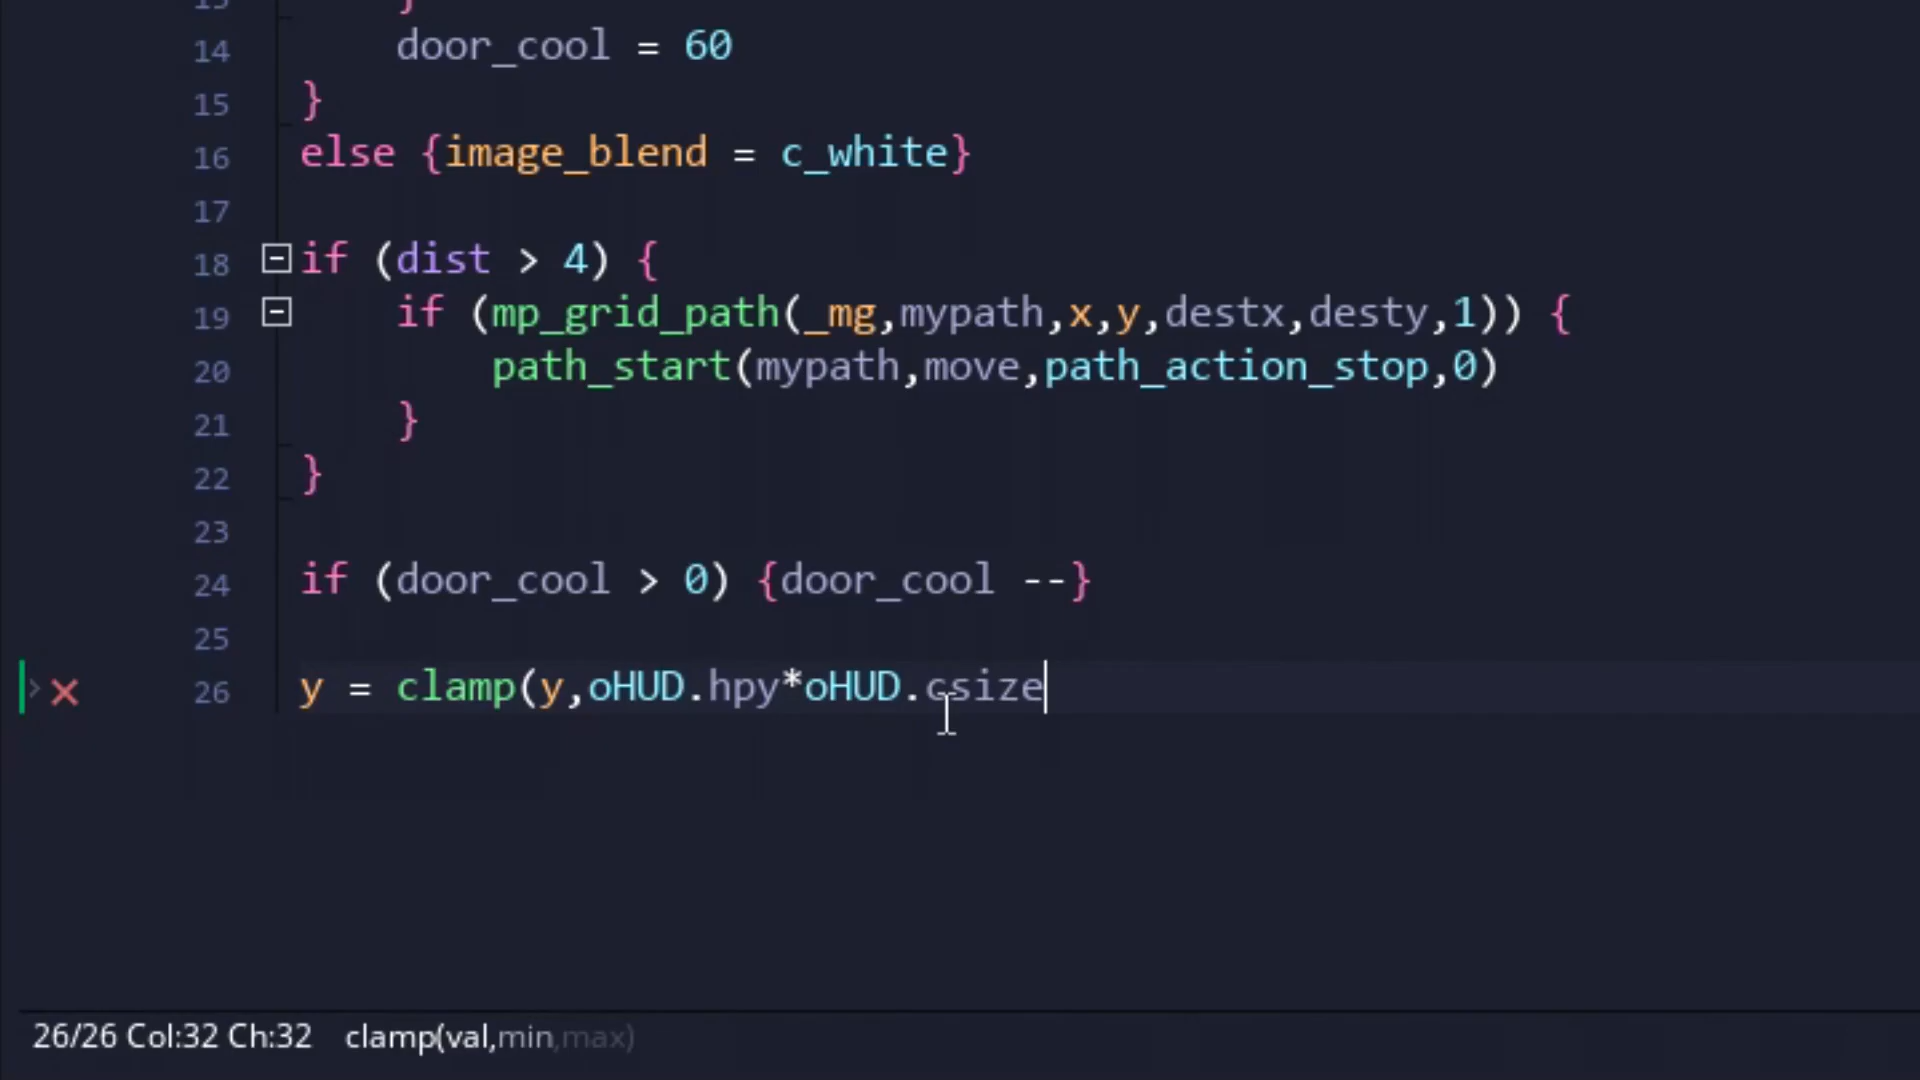 13 }
14 door_cool = 60
15 }
16 else {image_blend = c_white}
17
18 if (dist > 4) {
19 if (mp_grid_path(_mg,mypath,x,y,destx,desty,1)) {
20 path_start(mypath,move,path_action_stop,0)
21 }
22 }
23
24 if (door_cool > 0) {door_cool --}
25
26 y = clamp(y,oHUD.hpy*oHUD.csize
26/26 Col:32 Ch:32 clamp(val,min,max)